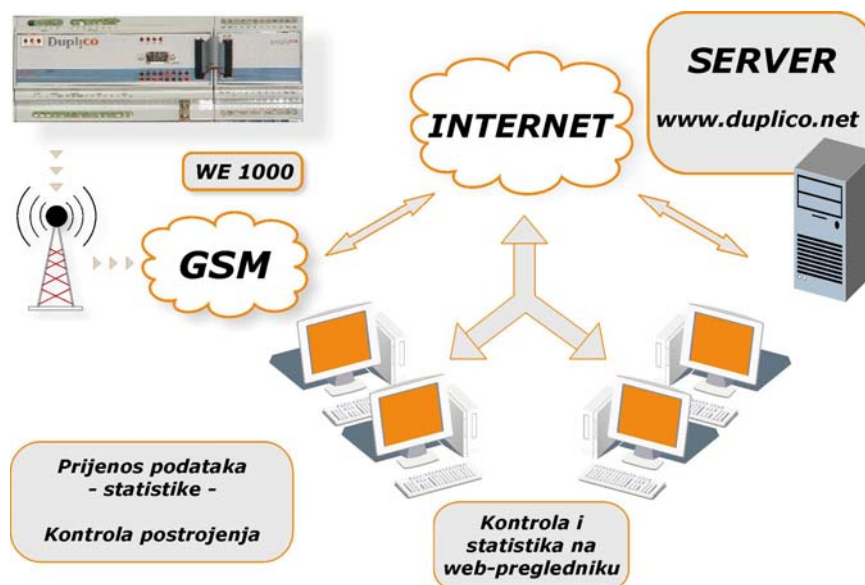 Duplico
WE 1000
GSM
INTERNET
SERVER
www.duplico.net
Prijenos podataka
- statistike -
Kontrola postrojenja
Kontrola i
statistika na
web-pregledniku